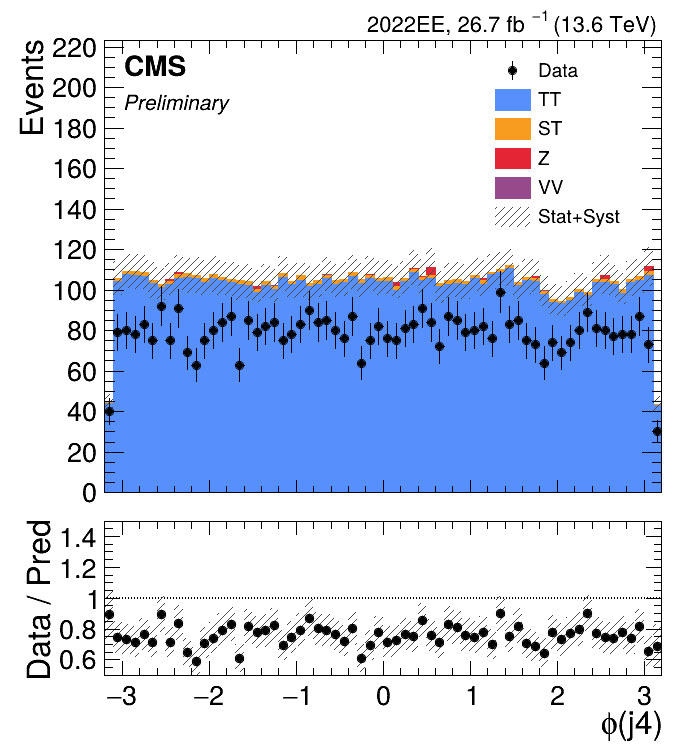 2022EE, 26.7 fb⁻¹ (13.6 TeV)
CMS
Preliminary
Data
TT
ST
Z
VV
Stat+Syst
Events
220
200
180
160
140
120
100
80
60
40
20
0
Data / Pred
1.4
1.2
1
0.8
0.6
−3 −2 −1 0 1 2 3
ϕ(j4)